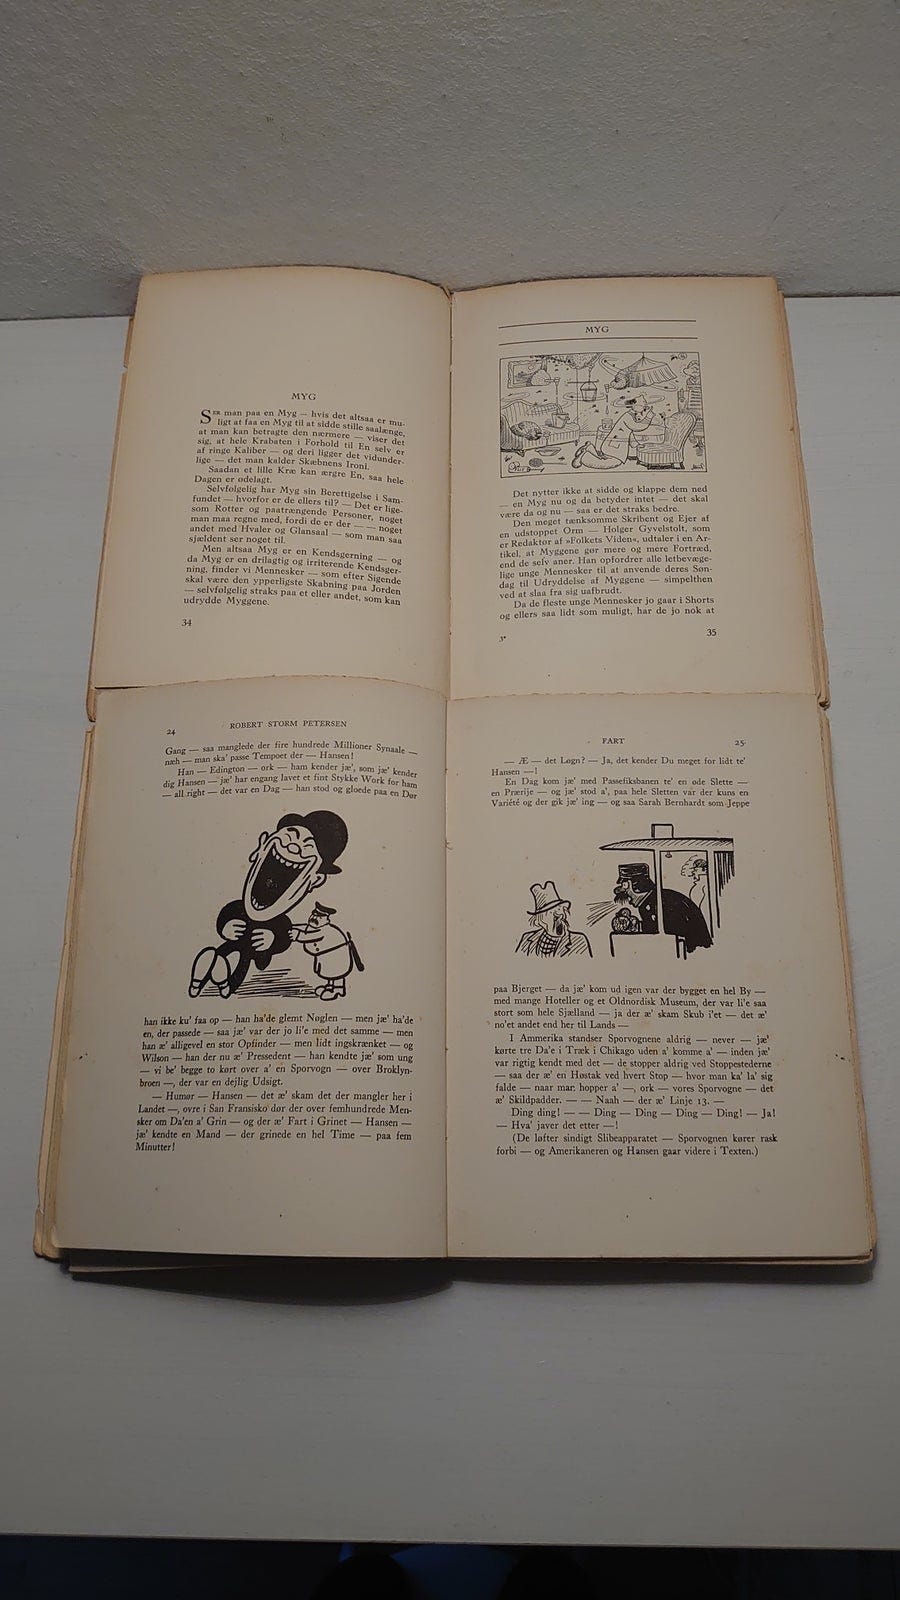 MYG
SER man paa en Myg — hvis det altsaa er mu-
ligt at faa en Myg til at sidde stille saalænge,
at man kan betragte den nærmere — viser det
sig, at hele Krabaten i Forhold til En selv er
af ringe Kaliber — og deri ligger det vidunder-
lige — det man kalder Skæbnens Ironi.
Saadan et lille Kræ kan ærgre En, saa hele
Dagen er ødelagt.
Selvfølgelig har Myg sin Berettigelse i Sam-
fundet — hvorfor er de ellers til? — Det er lige-
som Rotter og paatrængende Personer, noget
man maa regne med, fordi de er der — — noget
andet med Hvaler og Glansaal — som man saa
sjældent ser noget til.
Men altsaa Myg er en Kendsgerning — og
da Myg er en drilagtig og irriterende Kendsger-
ning, finder vi Mennesker — som efter Sigende
skal være den ypperligste Skabning paa Jorden
— selvfølgelig straks paa et eller andet, som kan
udrydde Myggene.
34
MYG
Det nytter ikke at sidde og klappe dem ned
— en Myg nu og da betyder intet — det skal
være da og nu — saa er det straks bedre.
Den meget tænksomme Skribent og Ejer af
en udstoppet Orm — Holger Gyvelstolt, som
er Redaktør af »Folkets Viden«, udtaler i en Ar-
tikel, at Myggene gør mere og mere Fortræd,
end de selv aner. Han opfordrer alle letbevæge-
lige unge Mennesker til at anvende deres Søn-
dag til Udryddelse af Myggene — simpelthen
ved at slaa fra sig uafbrudt.
Da de fleste unge Mennesker jo gaar i Shorts
og ellers saa lidt som muligt, har de jo nok at
3*
35
24
ROBERT STORM PETERSEN
Gang — saa manglede der fire hundrede Millioner Synaale —
næh — man ska' passe Tempoet der — Hansen!
Han — Edington — ork — ham kender jæ', som jæ' kender
dig Hansen — jæ' har engang lavet et fint Stykke Work for ham
— all right — det var en Dag — han stod og gloede paa en Dør
han ikke ku' faa op — han ha'de glemt Nøglen — men jæ' ha'de
en, der passede — saa jæ' var der jo li'e med det samme — men
han æ' alligevel en stor Opfinder — men lidt ingskrænket — og
Wilson — han der nu æ' Pressedent — han kendte jæ' som ung
— vi be' begge to kørt over a' en Sporvogn — over Broklyn-
broen —, der var en dejlig Udsigt.
— Humør — Hansen — det æ' skam det der mangler her i
Landet —, ovre i San Fransisko dør der over femhundrede Men-
sker om Da'en a' Grin — og der æ' Fart i Grinet — Hansen —
jæ' kendte en Mand — der grinede en hel Time — paa fem
Minutter!
FART
25
— Æ — det Løgn? — Ja, det kender Du meget for lidt te'
Hansen —!
En Dag kom jæ' med Passefiksbanen te' en øde Slette —
en Prærije — og jæ' stod a', paa hele Sletten var der kuns en
Variété og der gik jæ' ing — og saa Sarah Bernhardt som Jeppe
paa Bjerget — da jæ' kom ud igen var der bygget en hel By —
med mange Hoteller og et Oldnordisk Museum, der var li'e saa
stort som hele Sjælland — ja der æ' skam Skub i'et — det æ'
no'et andet end her til Lands —
I Ammerika standser Sporvognene aldrig — never — jæ'
kørte tre Da'e i Træk i Chikago uden a' komme a' — inden jæ'
var rigtig kendt med det — de stopper aldrig ved Stoppestederne
— saa der æ' en Høstak ved hvert Stop — hvor man ka' la' sig
falde — naar man hopper a' —, ork — vores Sporvogne — det
æ' Skildpadder. — — Naah — der æ' Linje 13. —
Ding ding! — — Ding — Ding — Ding — Ding! — Ja!
— Hva' javer det etter —!
(De løfter sindigt Slibeapparatet — Sporvognen kører rask
forbi — og Amerikaneren og Hansen gaar videre i Texten.)